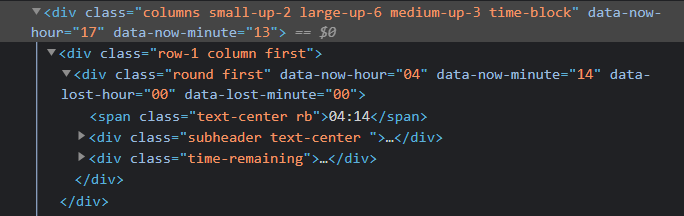 ▼<div class="columns small-up-2 large-up-6 medium-up-3 time-block" data-now-
hour="17" data-now-minute="13"> == $0
▼<div class="row-1 column first">
▼<div class="round first" data-now-hour="04" data-now-minute="14" data-
lost-hour="00" data-lost-minute="00">
<span class="text-center rb">04:14</span>
▶<div class="subheader text-center ">…</div>
▶<div class="time-remaining">…</div>
</div>
</div>